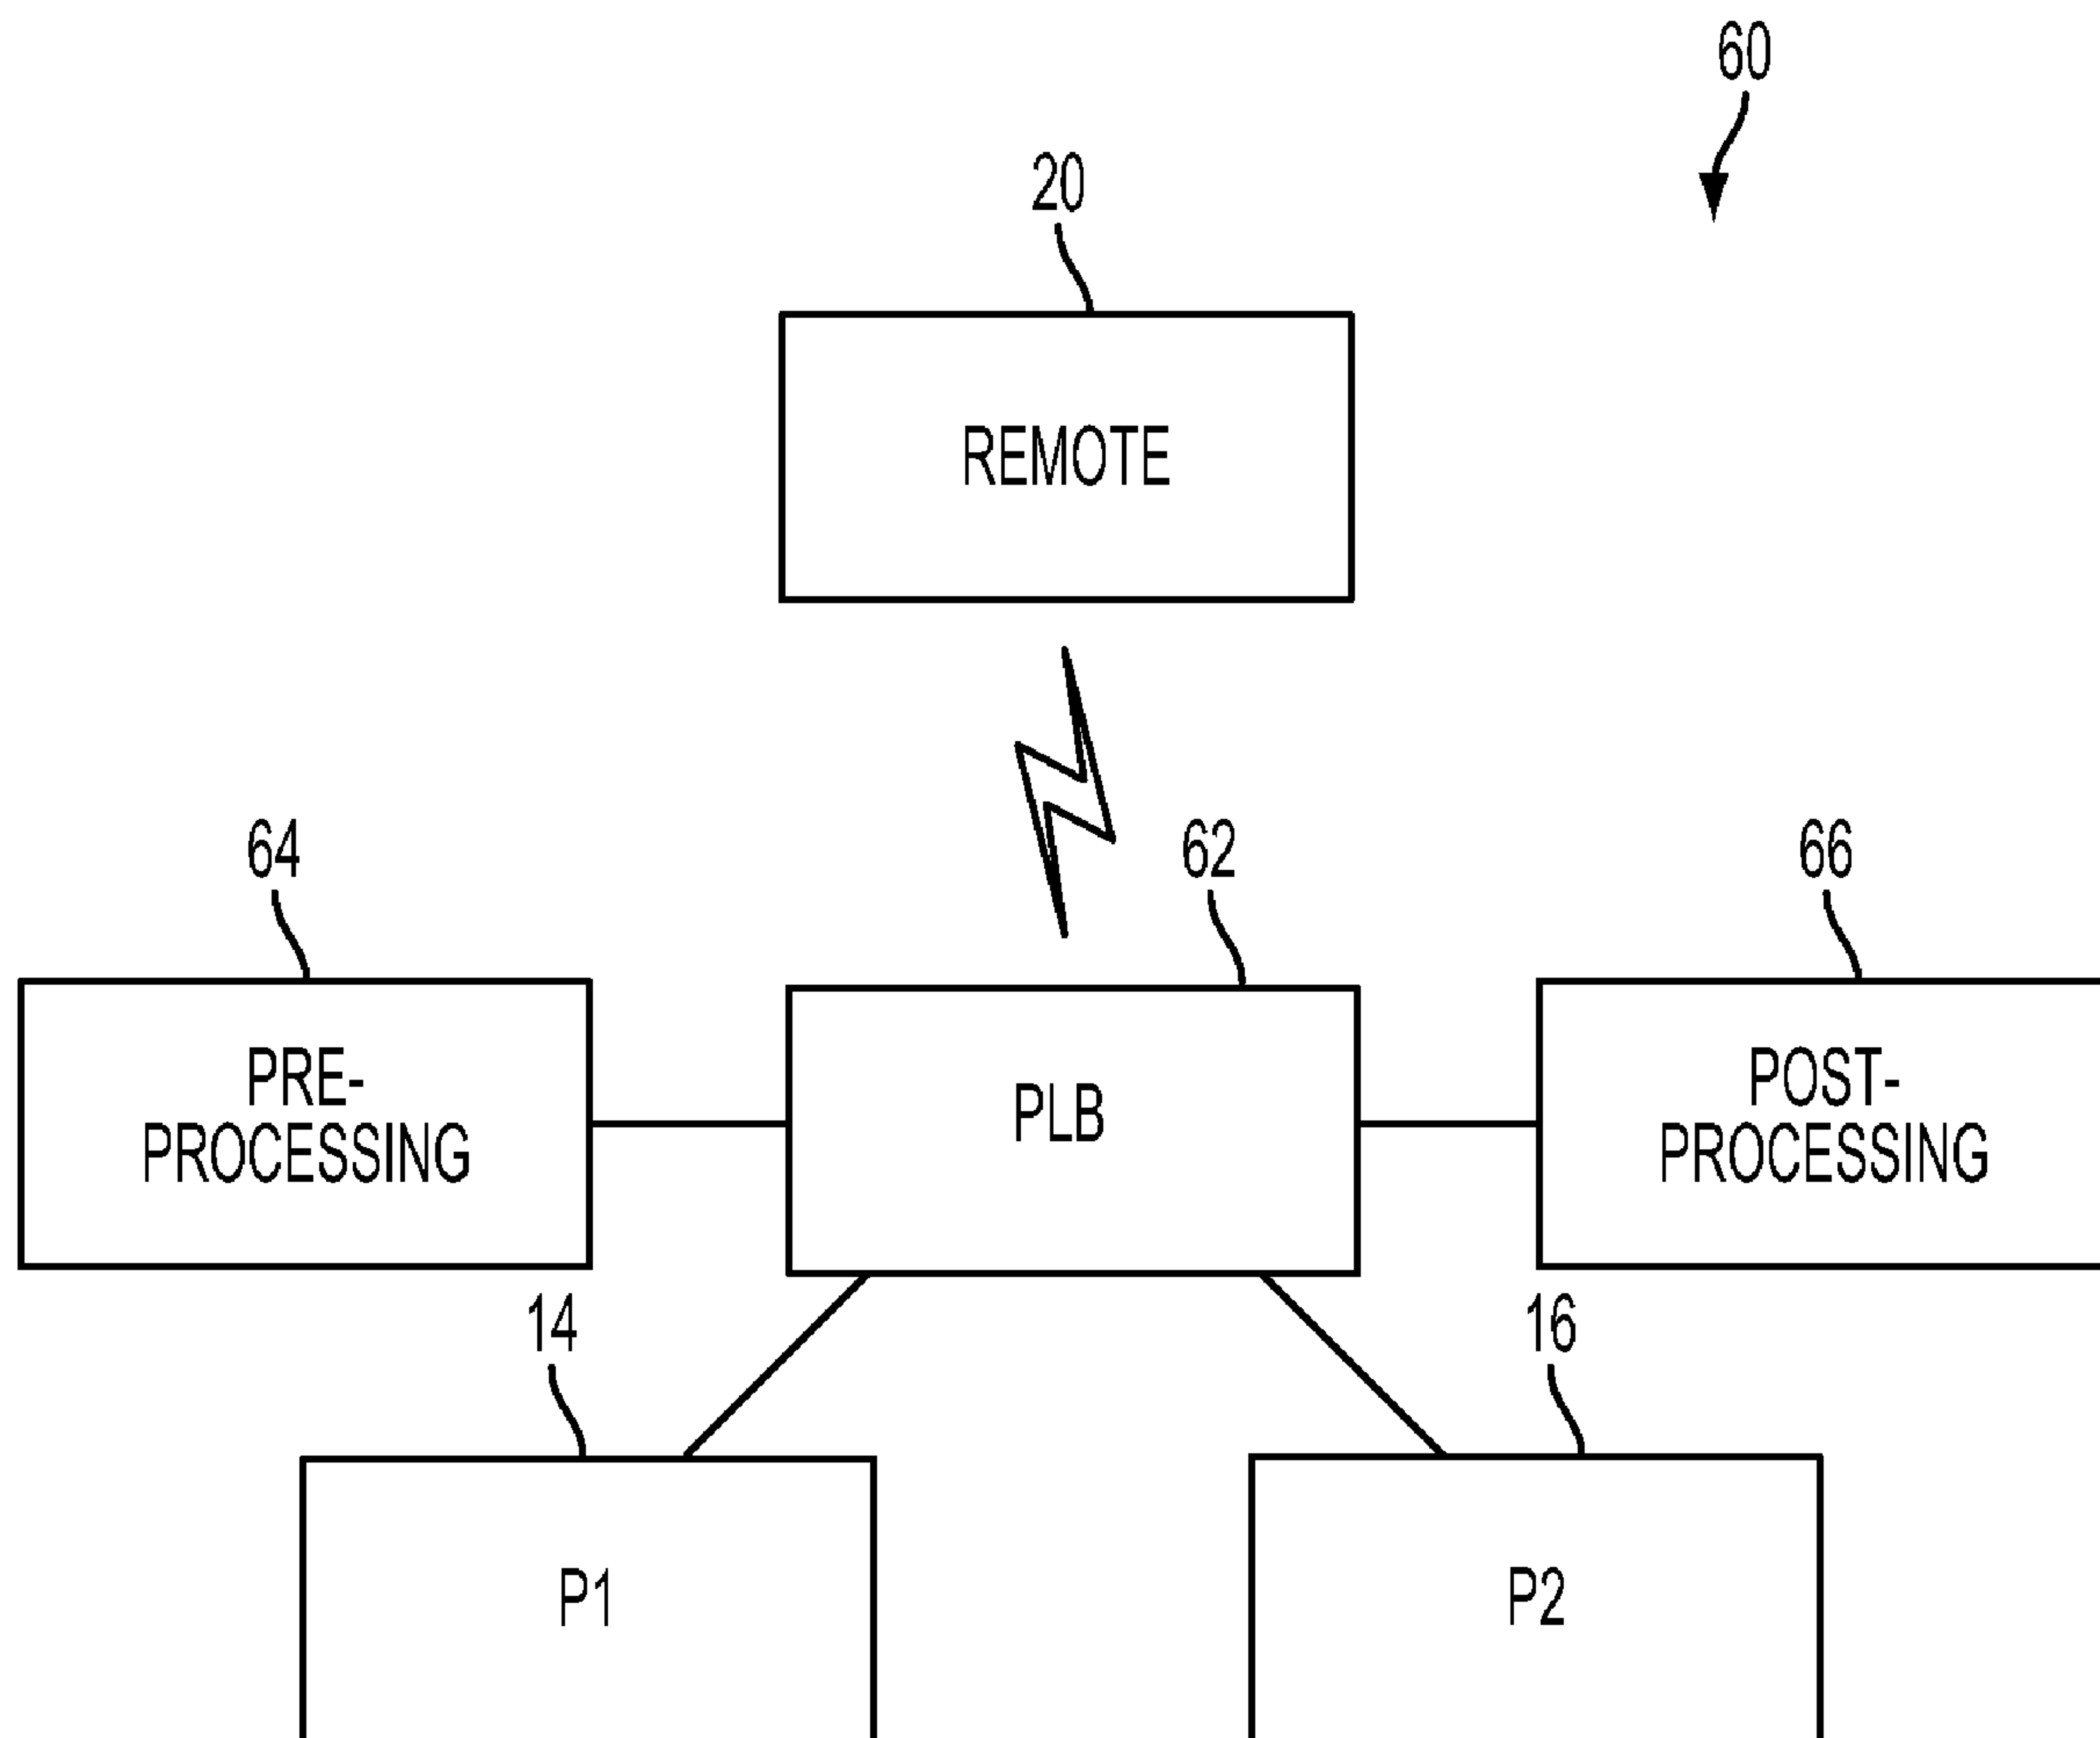 60
20
REMOTE
64
62
66
PRE-
PROCESSING
PLB
POST-
PROCESSING
14
16
P1
P2